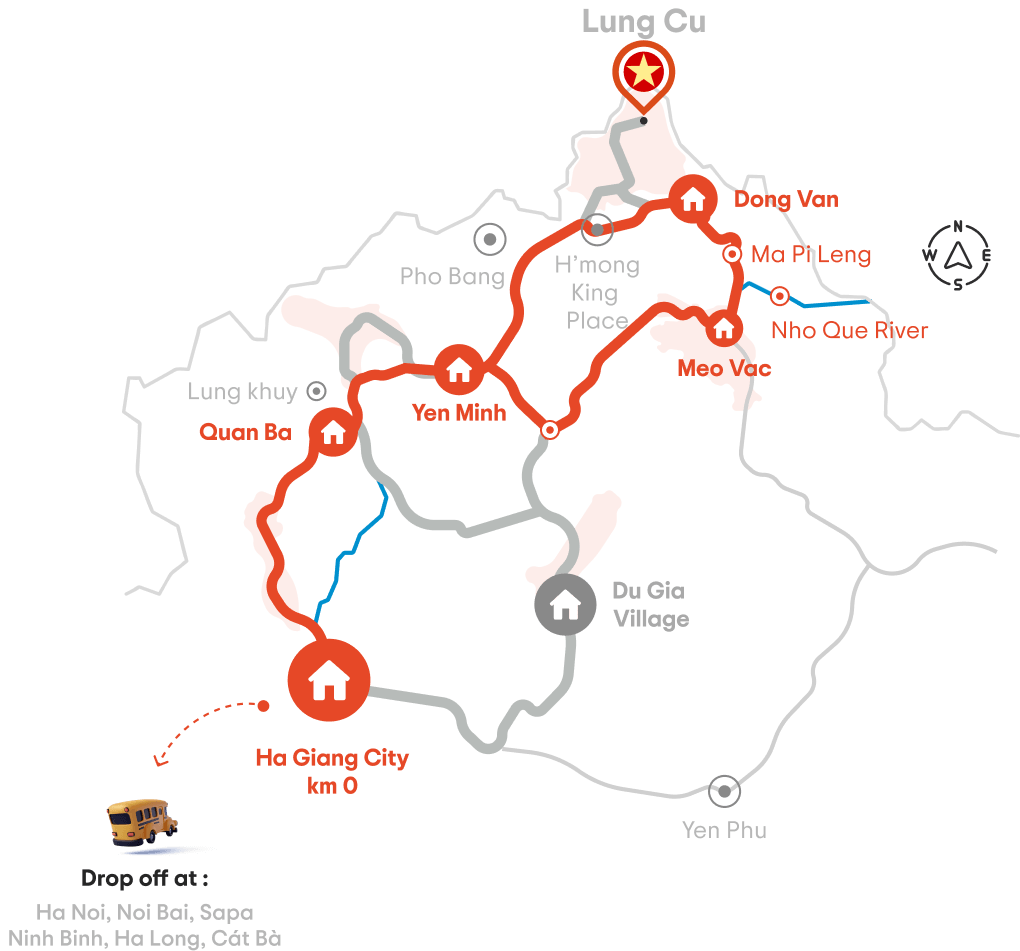 Lung Cu
Dong Van
N
W
E
S
Ma Pi Leng
Pho Bang
H’mong
King
Place
Nho Que River
Meo Vac
Lung khuy
Yen Minh
Quan Ba
Du Gia
Village
Ha Giang City
km 0
Yen Phu
Drop off at :
Ha Noi, Noi Bai, Sapa
Ninh Binh, Ha Long, Cát Bà